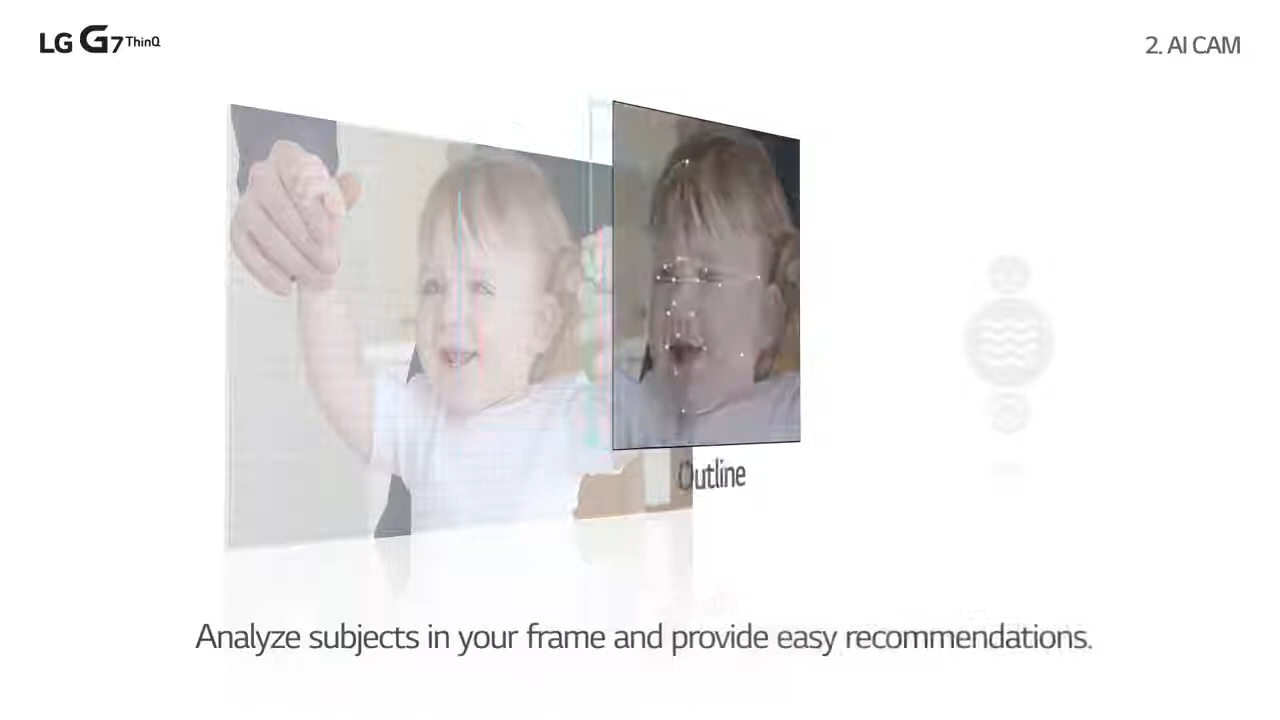 LG G7 ThinQ
2. AI CAM
Outline
Analyze subjects in your frame and provide easy recommendations.